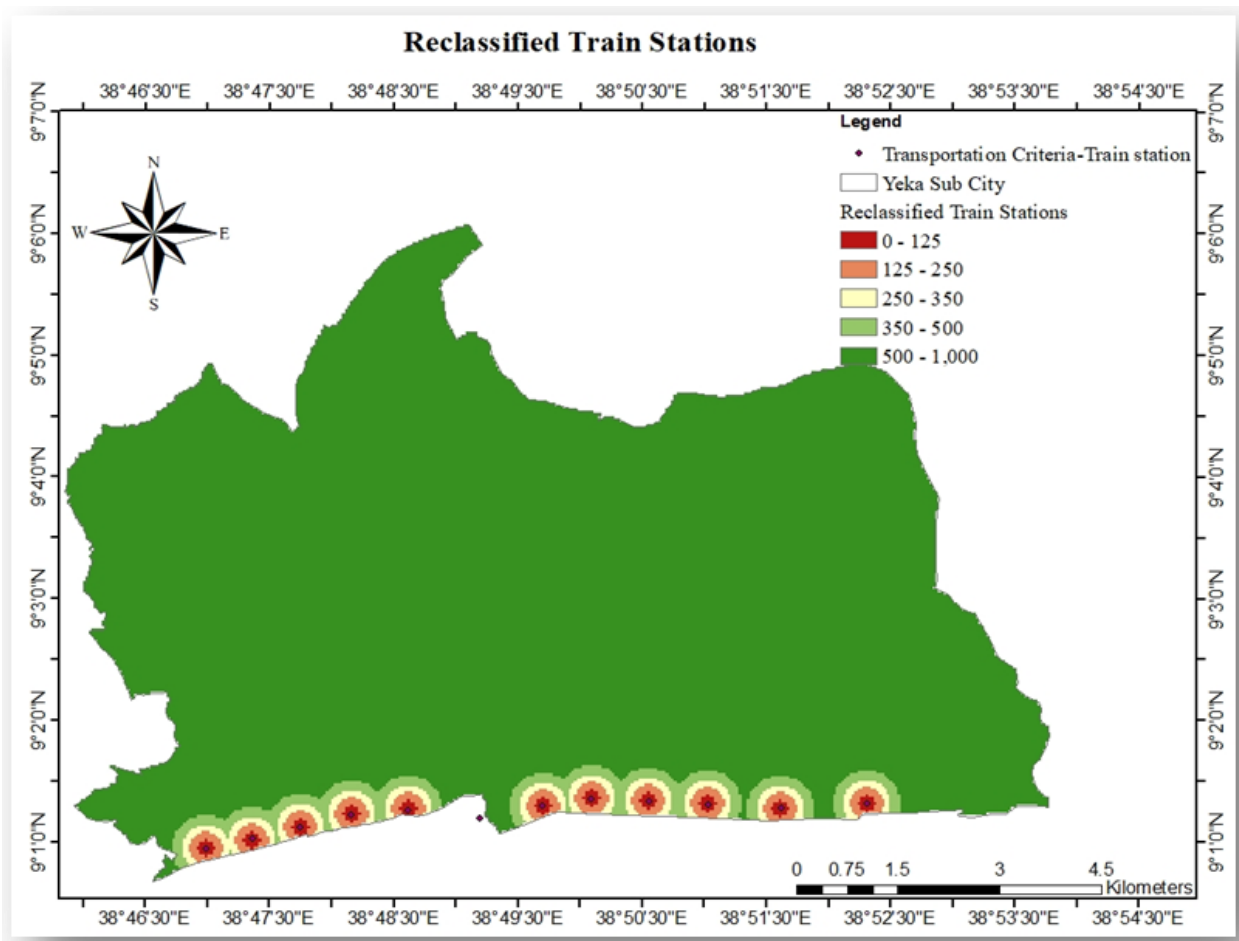 Reclassified Train Stations
38°46'30"E 38°47'30"E 38°48'30"E 38°49'30"E 38°50'30"E 38°51'30"E 38°52'30"E 38°53'30"E 38°54'30"E
9°7'0"N 9°7'0"N
Legend
Transportation Criteria-Train station
Yeka Sub City
Reclassified Train Stations
0 - 125
125 - 250
250 - 350
350 - 500
500 - 1,000
N
W E
S
9°6'0"N 9°6'0"N
9°5'0"N 9°5'0"N
9°4'0"N 9°4'0"N
9°3'0"N 9°3'0"N
9°2'0"N 9°2'0"N
9°1'0"N 9°1'0"N
0 0.75 1.5 3 4.5
Kilometers
38°46'30"E 38°47'30"E 38°48'30"E 38°49'30"E 38°50'30"E 38°51'30"E 38°52'30"E 38°53'30"E 38°54'30"E